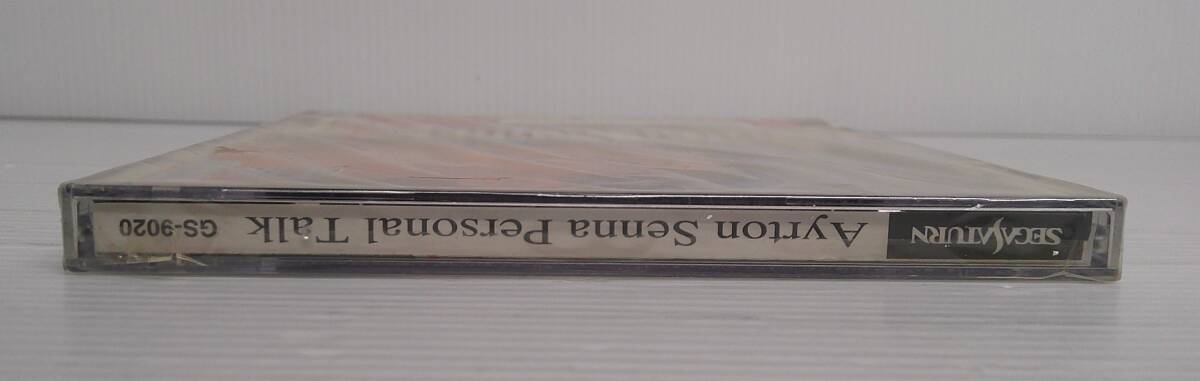 SEGA SATURN Ayrton Senna Personal Talk GS-9020